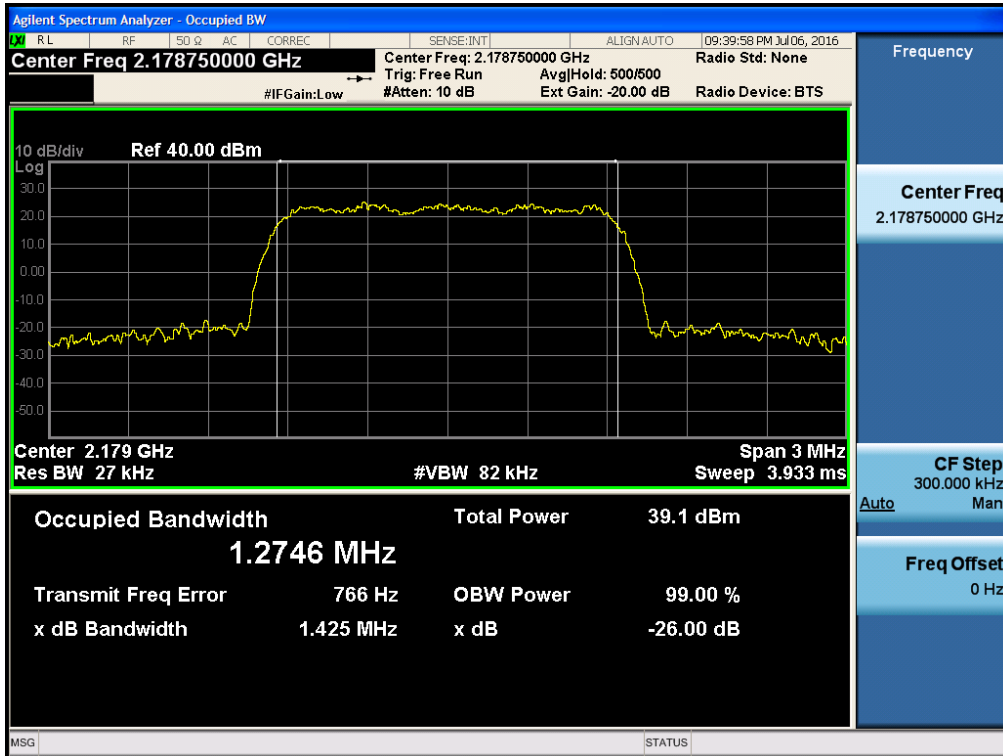 Agilent Spectrum Analyzer - Occupied BW
LXI RL RF 50 Ω AC CORREC SENSE:INT ALIGN AUTO 09:39:58 PM Jul 06, 2016
Center Freq 2.178750000 GHz
Center Freq: 2.178750000 GHz Radio Std: None
Trig: Free Run Avg|Hold: 500/500
#IFGain:Low #Atten: 10 dB Ext Gain: -20.00 dB Radio Device: BTS
10 dB/div Ref 40.00 dBm
Log
30.0
20.0
10.0
0.00
-10.0
-20.0
-30.0
-40.0
-50.0
Center 2.179 GHz Span 3 MHz
Res BW 27 kHz #VBW 82 kHz Sweep 3.933 ms
Occupied Bandwidth Total Power 39.1 dBm
1.2746 MHz
Transmit Freq Error 766 Hz OBW Power 99.00 %
x dB Bandwidth 1.425 MHz x dB -26.00 dB
Frequency
Center Freq
2.178750000 GHz
CF Step
300.000 kHz
Auto Man
Freq Offset
0 Hz
MSG STATUS